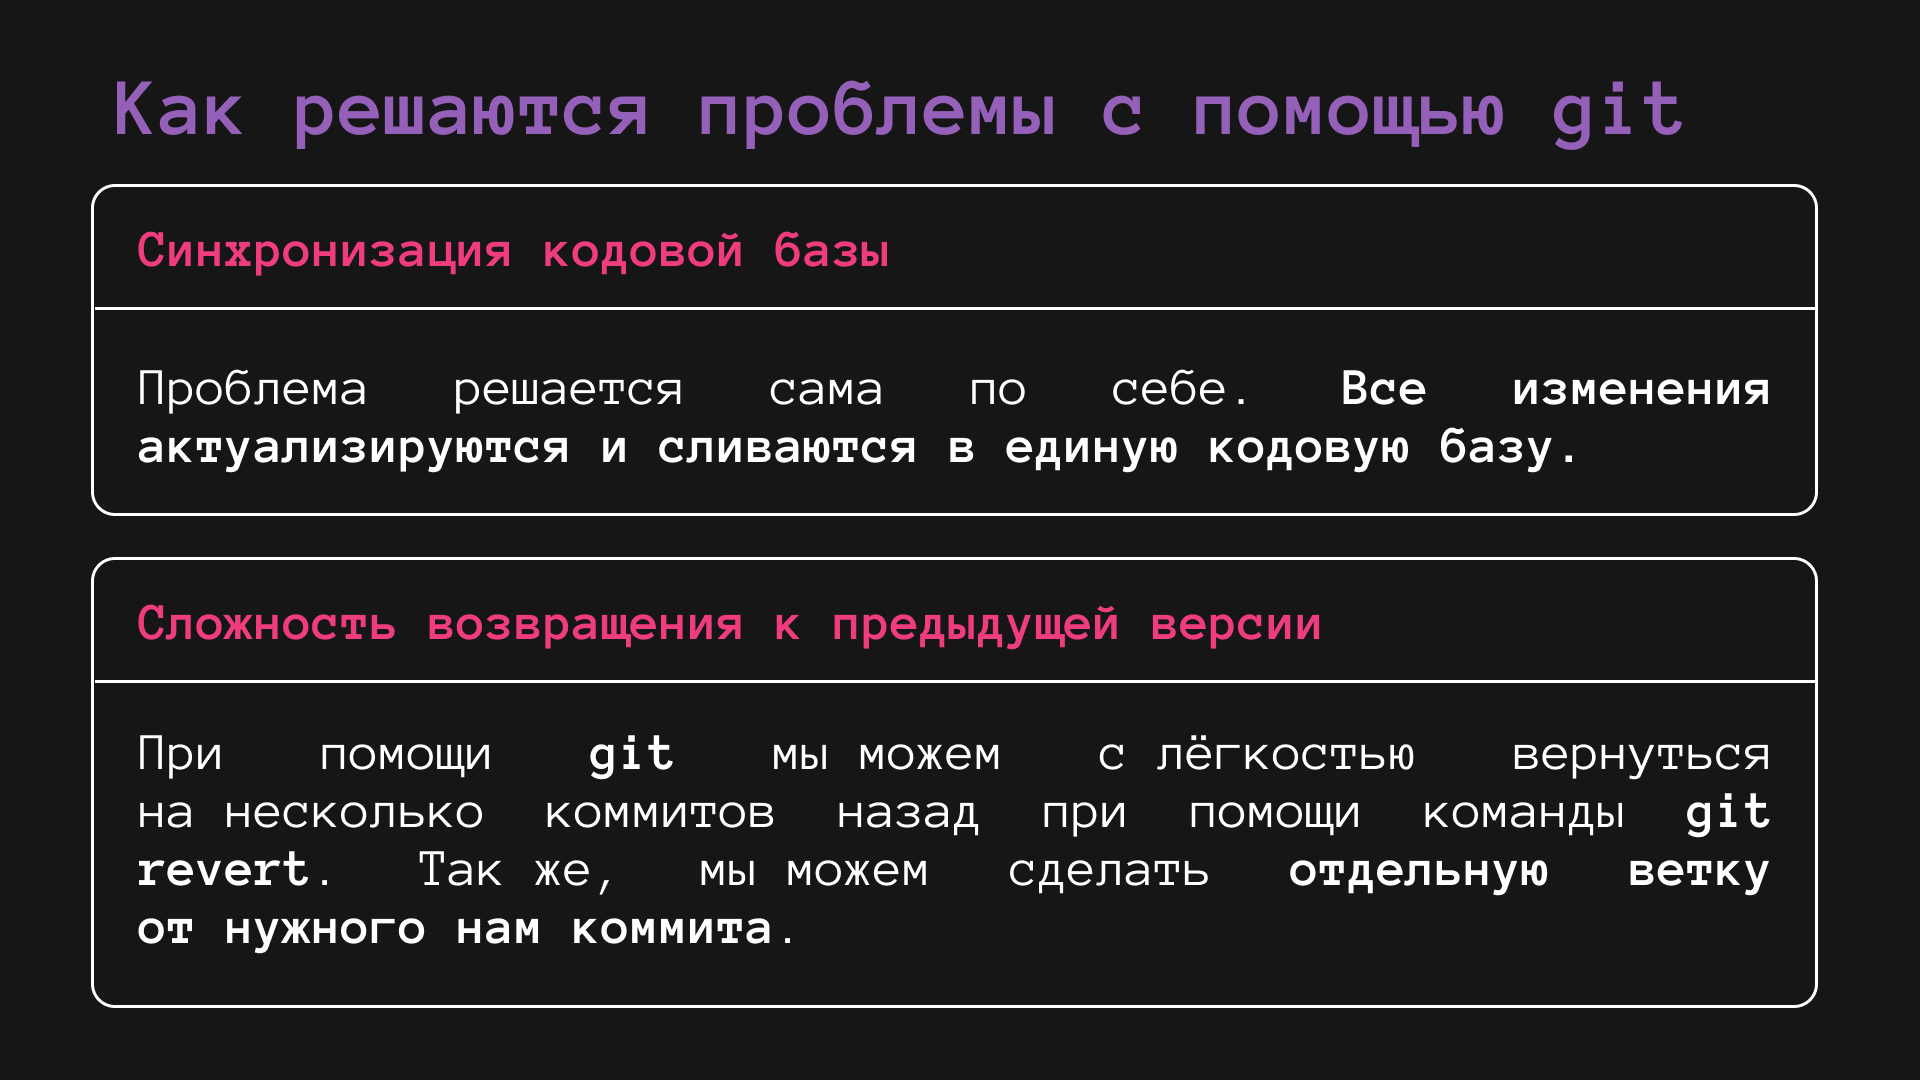 Как решаются проблемы с помощью git
Синхронизация кодовой базы
Проблема решается сама по себе. Все изменения
актуализируются и сливаются в единую кодовую базу.
Сложность возвращения к предыдущей версии
При помощи git мы можем с лёгкостью вернуться
на несколько коммитов назад при помощи команды git
revert. Так же, мы можем сделать отдельную ветку
от нужного нам коммита.